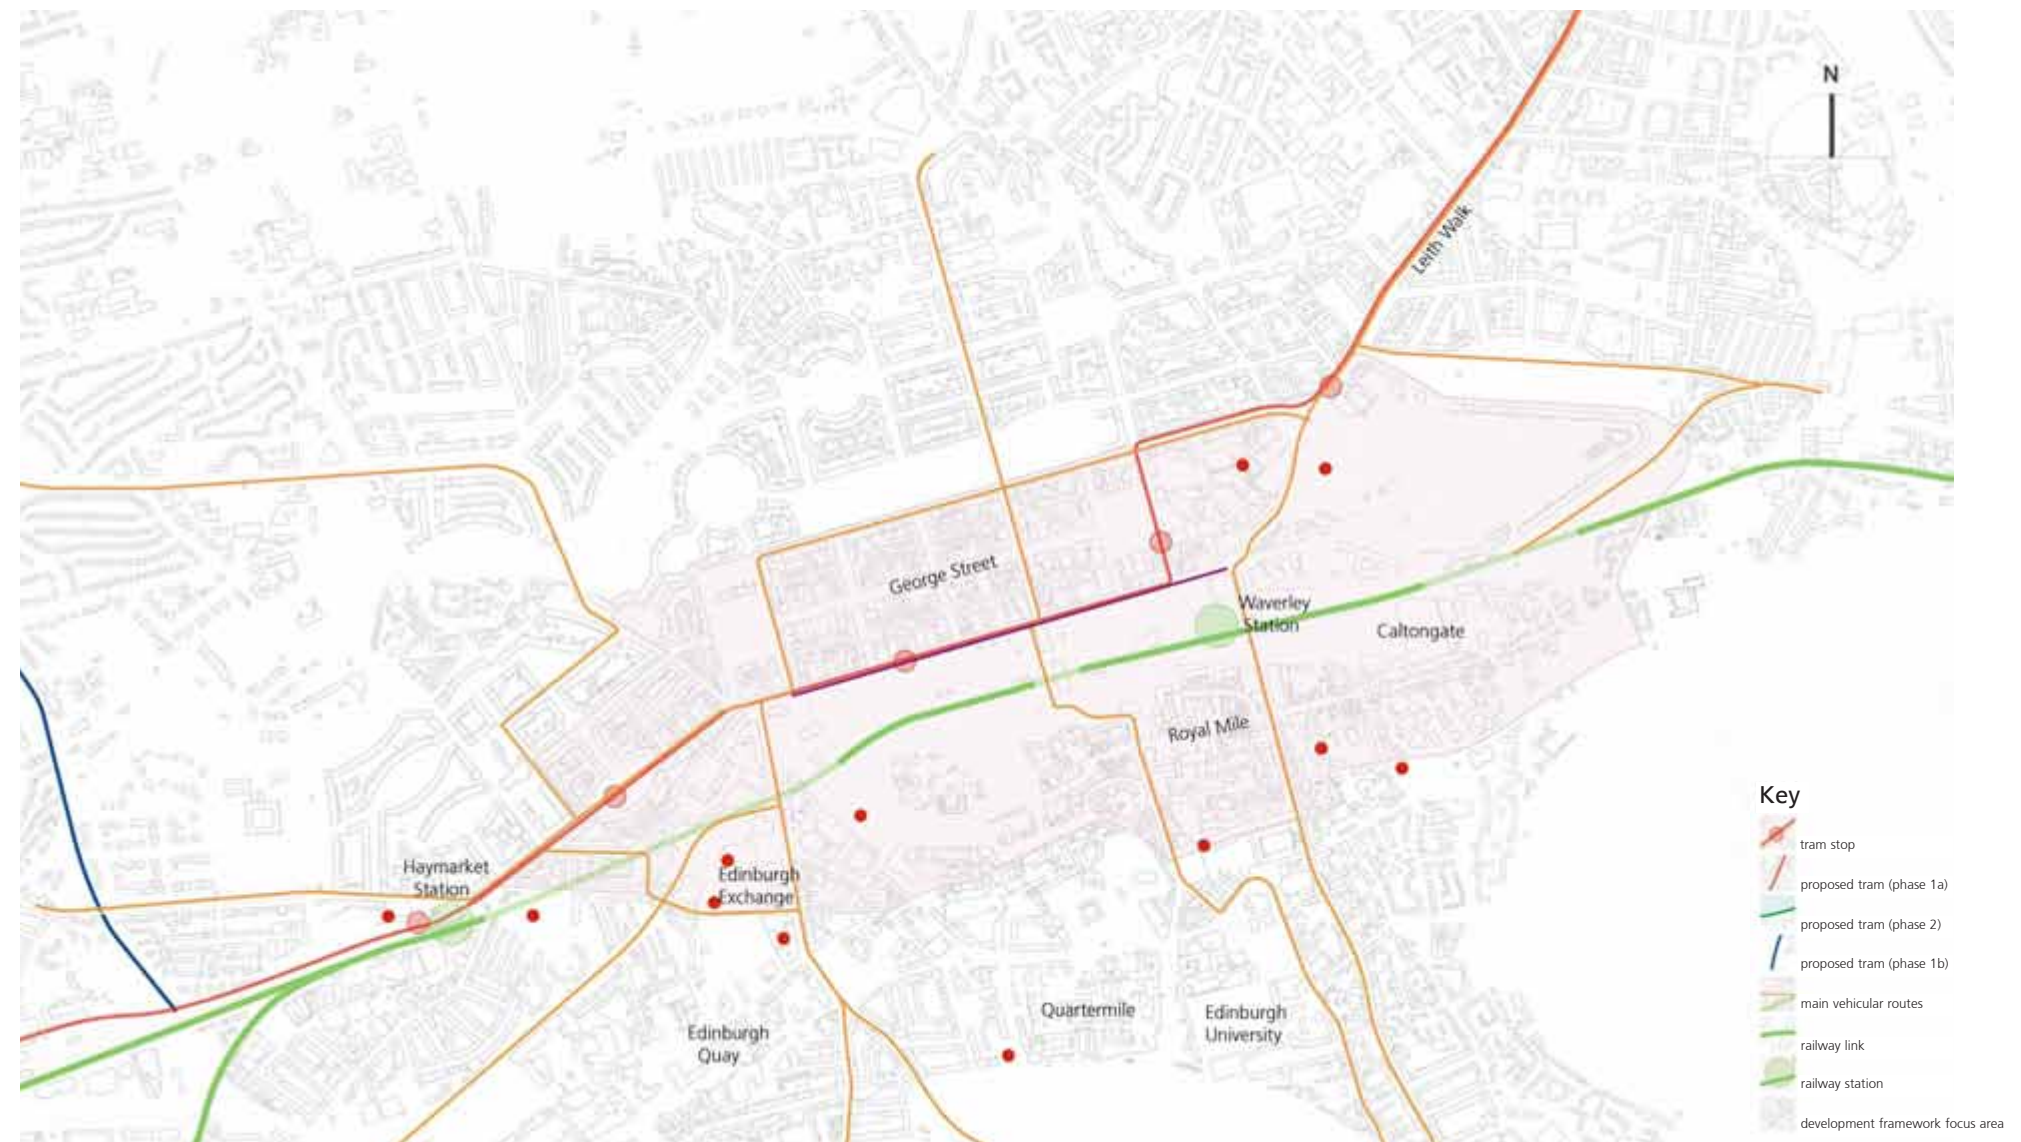 N
Leith Walk
George Street
Waverley
Station
Caltongate
Royal Mile
Haymarket
Station
Edinburgh
Exchange
Quartermile
Edinburgh
University
Edinburgh
Quay
Key
tram stop
proposed tram (phase 1a)
proposed tram (phase 2)
proposed tram (phase 1b)
main vehicular routes
railway link
railway station
development framework focus area